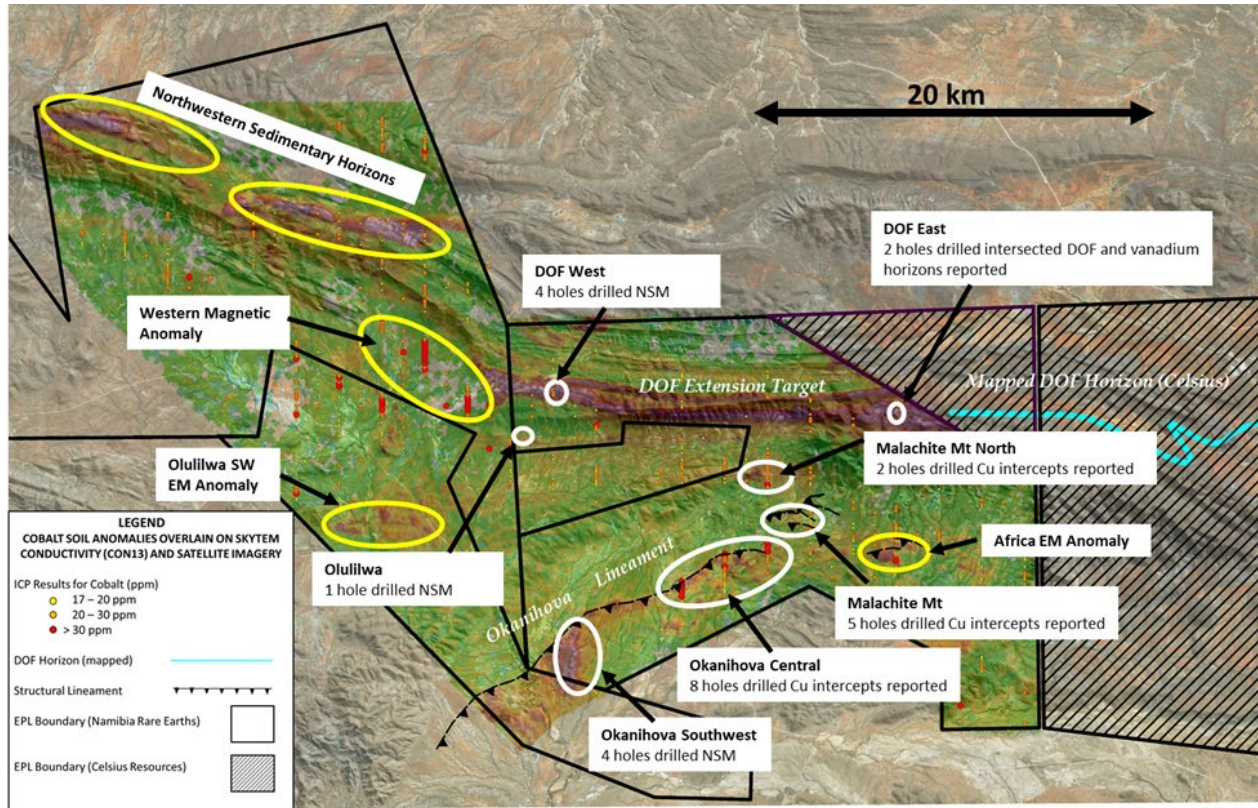 20 km
Northwestern Sedimentary Horizons
DOF East
2 holes drilled intersected DOF and vanadium
horizons reported
DOF West
4 holes drilled NSM
Western Magnetic
Anomaly
DOF Extension Target
Mapped DOF Horizon (Celsius)
Malachite Mt North
2 holes drilled Cu intercepts reported
Olulilwa SW
EM Anomaly
Africa EM Anomaly
Olulilwa
1 hole drilled NSM
Okanihova Lineament
Malachite Mt
5 holes drilled Cu intercepts reported
Okanihova Central
8 holes drilled Cu intercepts reported
Okanihova Southwest
4 holes drilled NSM
LEGEND
COBALT SOIL ANOMALIES OVERLAIN ON SKYTEM
CONDUCTIVITY (CON13) AND SATELLITE IMAGERY
ICP Results for Cobalt (ppm)
17 – 20 ppm
20 – 30 ppm
> 30 ppm
DOF Horizon (mapped)
Structural Lineament
EPL Boundary (Namibia Rare Earths)
EPL Boundary (Celsius Resources)